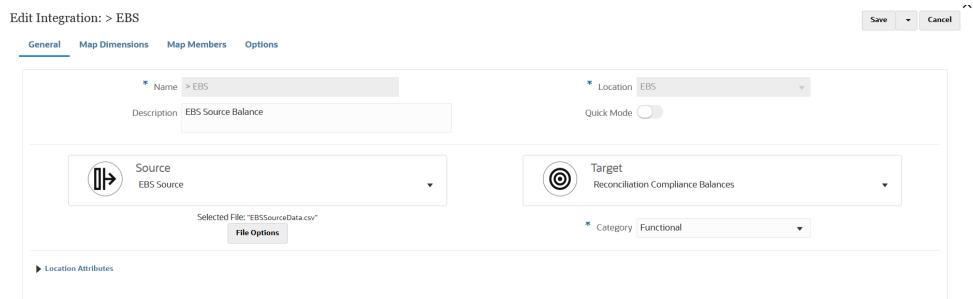 Edit Integration: > EBS
Save
Cancel
General Map Dimensions Map Members Options
* Name > EBS
* Location EBS
Description EBS Source Balance
Quick Mode
Source
EBS Source
Target
Reconciliation Compliance Balances
Selected File: "EBSSourceData.csv"
File Options
* Category Functional
Location Attributes